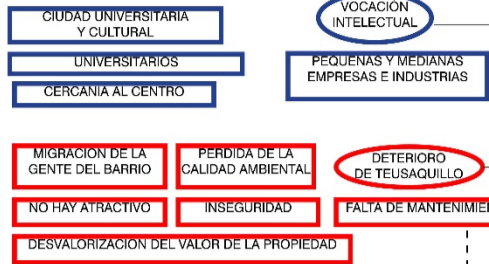 CIUDAD UNIVERSITARIA
Y CULTURAL
VOCACIÓN
INTELECTUAL
UNIVERSITARIOS
PEQUENAS Y MEDIANAS
EMPRESAS E INDUSTRIAS
CERCANIA AL CENTRO
MIGRACION DE LA
GENTE DEL BARRIO
PERDIDA DE LA
CALIDAD AMBIENTAL
DETERIORO
DE TEUSAQUILLO
NO HAY ATRACTIVO
INSEGURIDAD
FALTA DE
DESVALORIZACION DEL VALOR DE LA PROPIEDAD